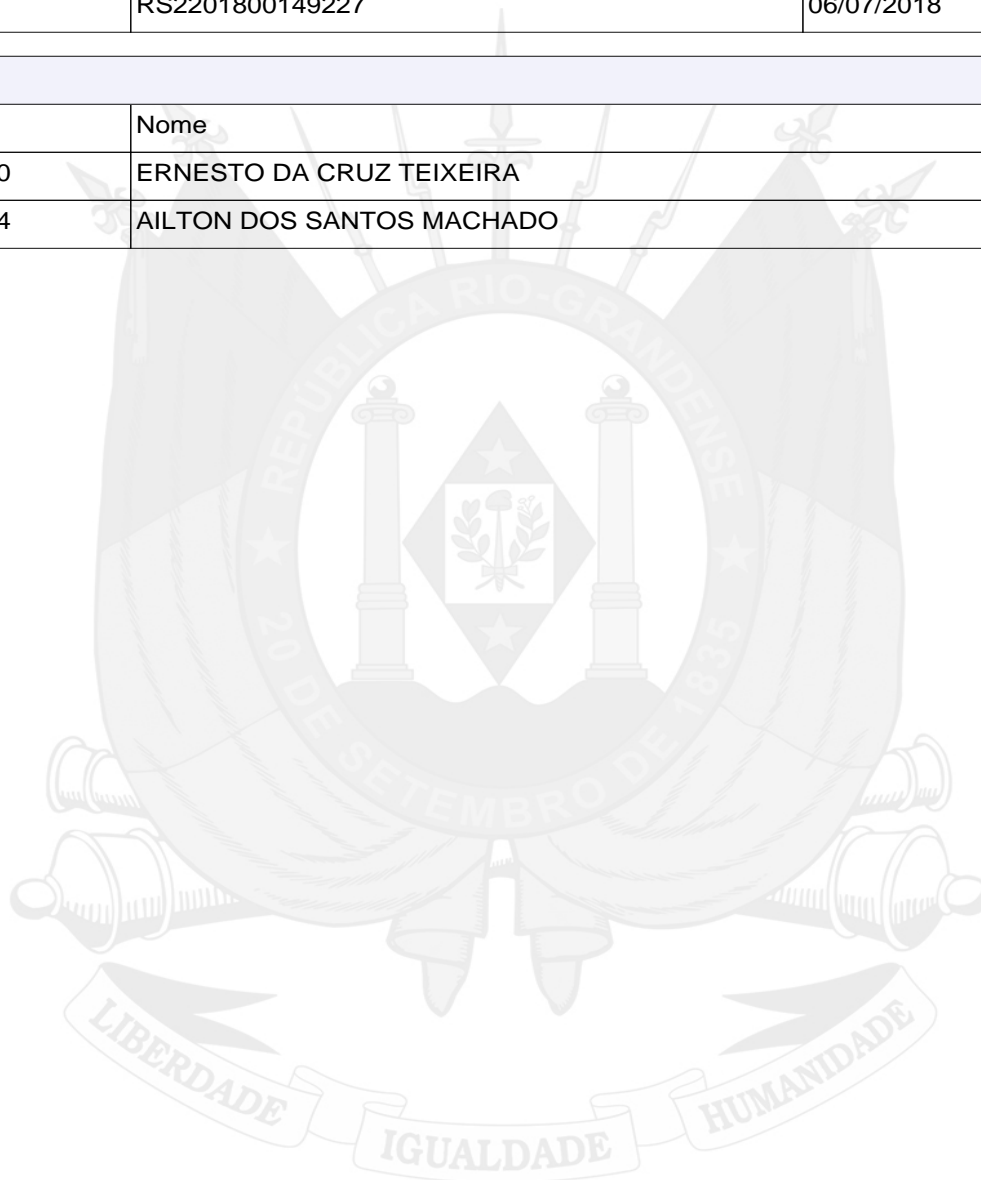 RS2201800149227 06/07/2018
Nome
0 ERNESTO DA CRUZ TEIXEIRA
4 AILTON DOS SANTOS MACHADO
REPÚBLICA RIO-GRANDENSE
20 DE SETEMBRO DE 1835
LIBERDADE IGUALDADE HUMANIDADE